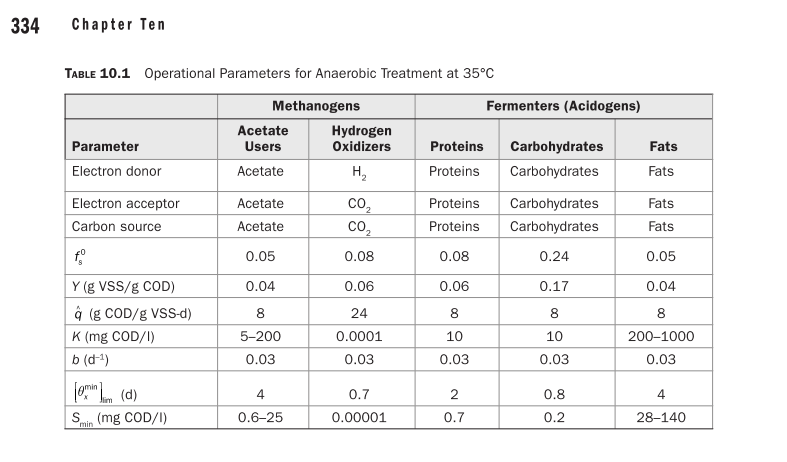 334 Chapter Ten
TABLE 10.1 Operational Parameters for Anaerobic Treatment at 35°C
Methanogens Fermenters (Acidogens)
Parameter Acetate Users Hydrogen Oxidizers Proteins Carbohydrates Fats
Electron donor Acetate H₂ Proteins Carbohydrates Fats
Electron acceptor Acetate CO₂ Proteins Carbohydrates Fats
Carbon source Acetate CO₂ Proteins Carbohydrates Fats
fₛ⁰ 0.05 0.08 0.08 0.24 0.05
Y (g VSS/g COD) 0.04 0.06 0.06 0.17 0.04
q̂ (g COD/g VSS-d) 8 24 8 8 8
K (mg COD/l) 5–200 0.0001 10 10 200–1000
b (d⁻¹) 0.03 0.03 0.03 0.03 0.03
[θₓᵐⁱⁿ]lim (d) 4 0.7 2 0.8 4
Smin (mg COD/l) 0.6–25 0.00001 0.7 0.2 28–140